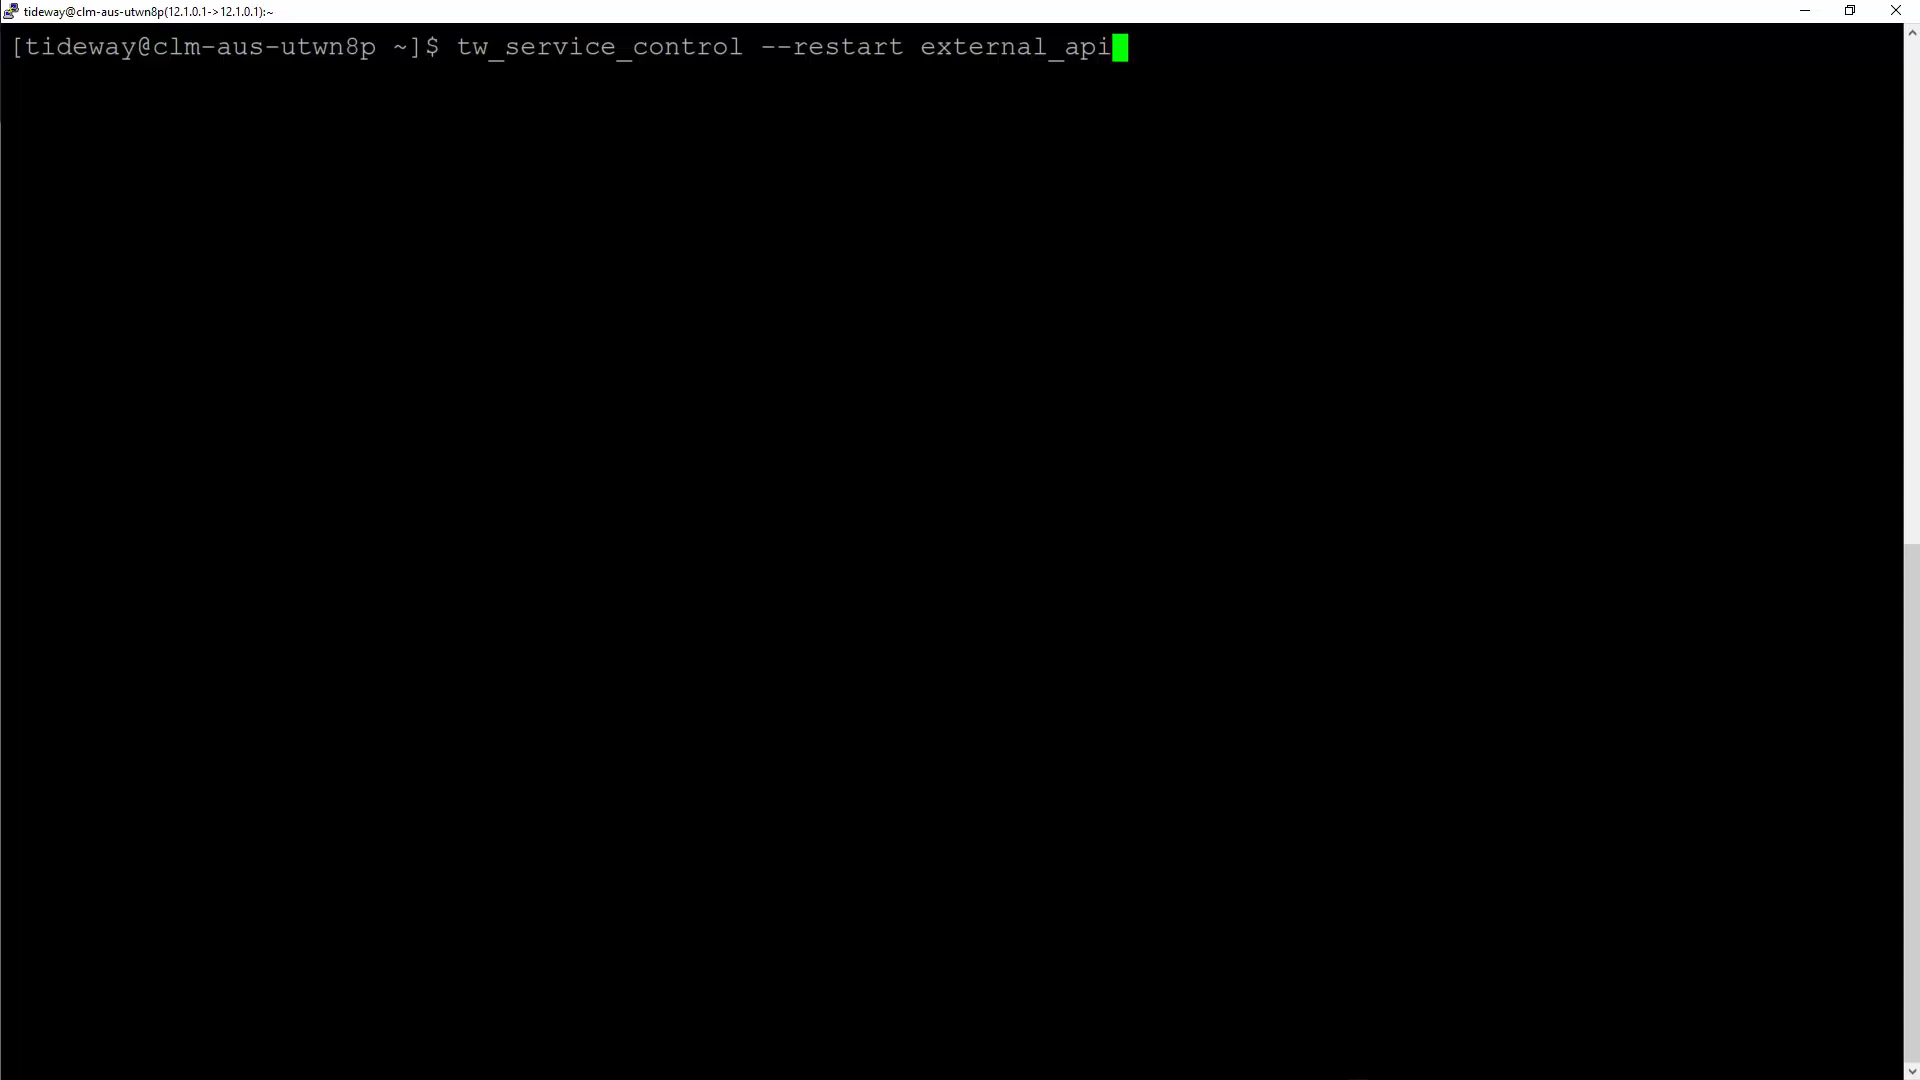 tideway@clm-aus-utwn8p(12.1.0.1->12.1.0.1):~
[tideway@clm-aus-utwn8p ~]$ tw_service_control --restart external_api